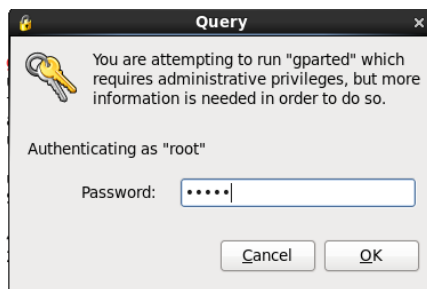 Query
You are attempting to run "gparted" which
requires administrative privileges, but more
information is needed in order to do so.
Authenticating as "root"
Password: •••••
Cancel OK